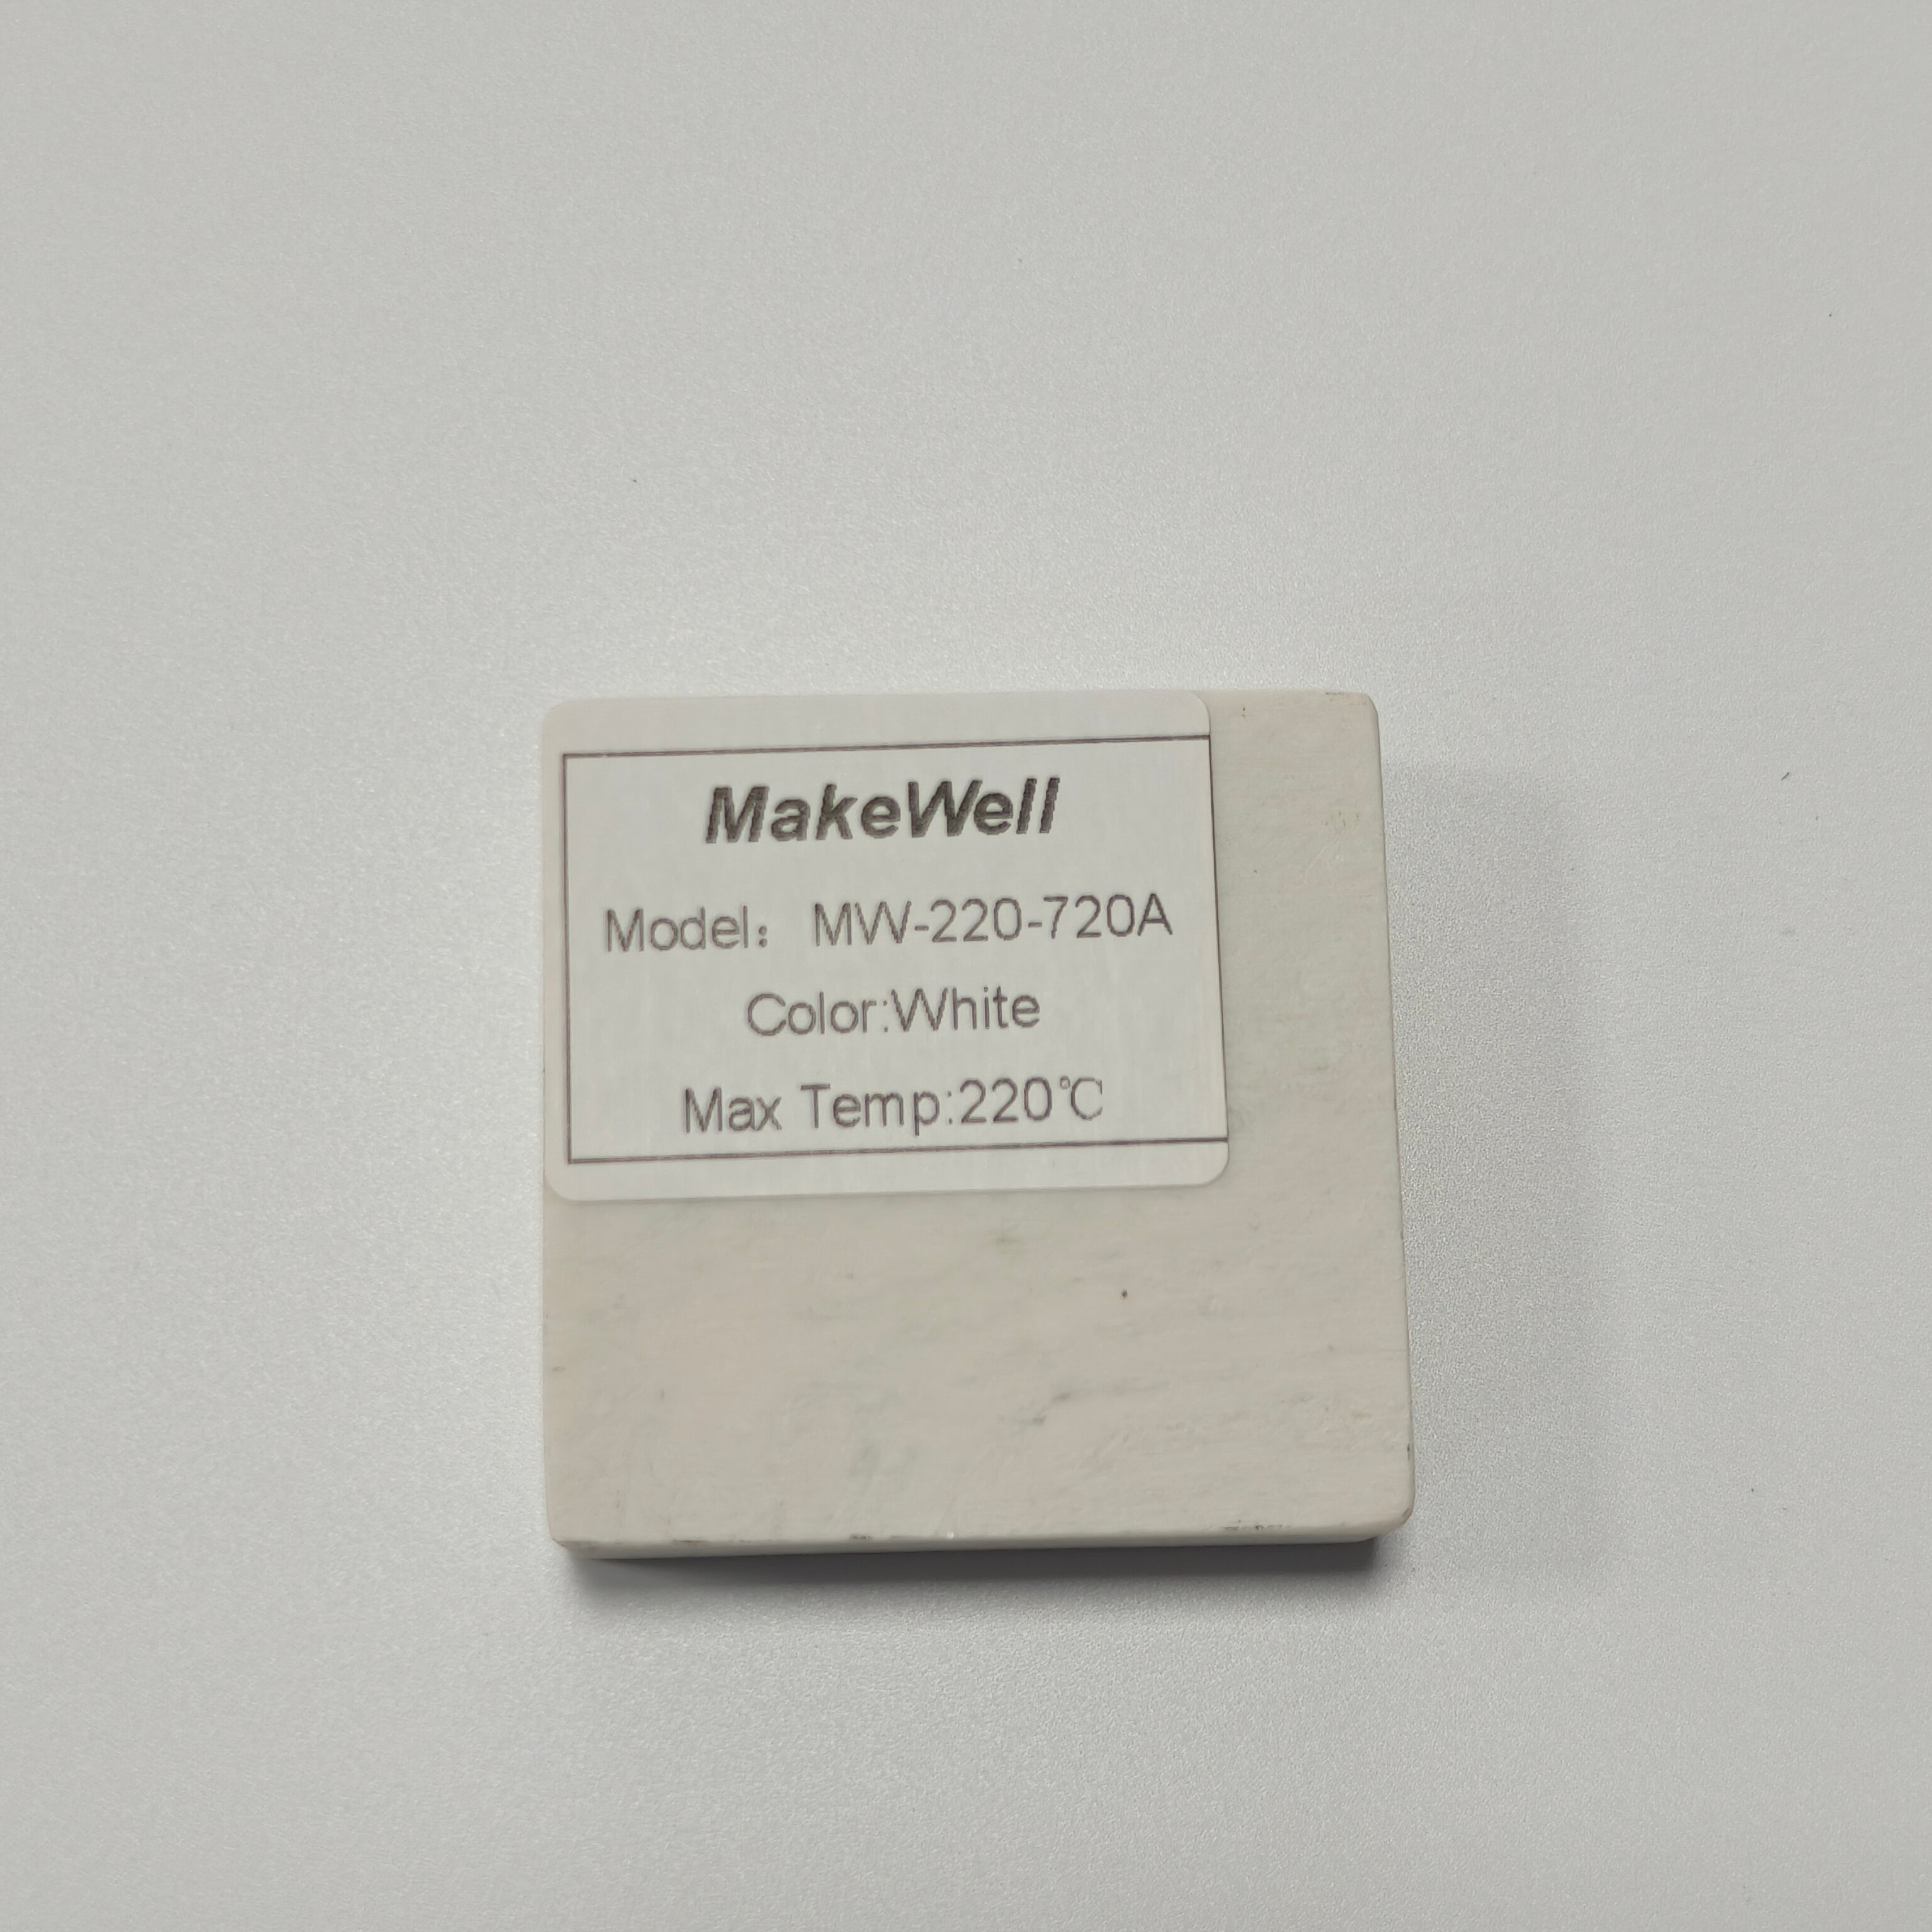 MakeWell
Model： MW-220-720A
Color:White
Max Temp:220℃